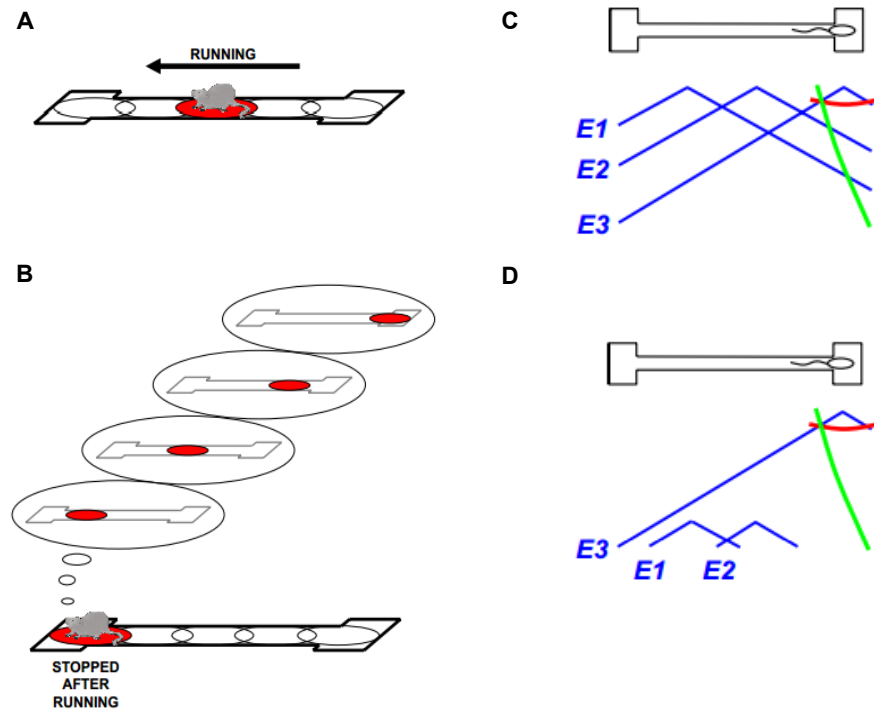 A
RUNNING
B
STOPPED
AFTER
RUNNING
C
E1
E2
E3
D
E3
E1
E2